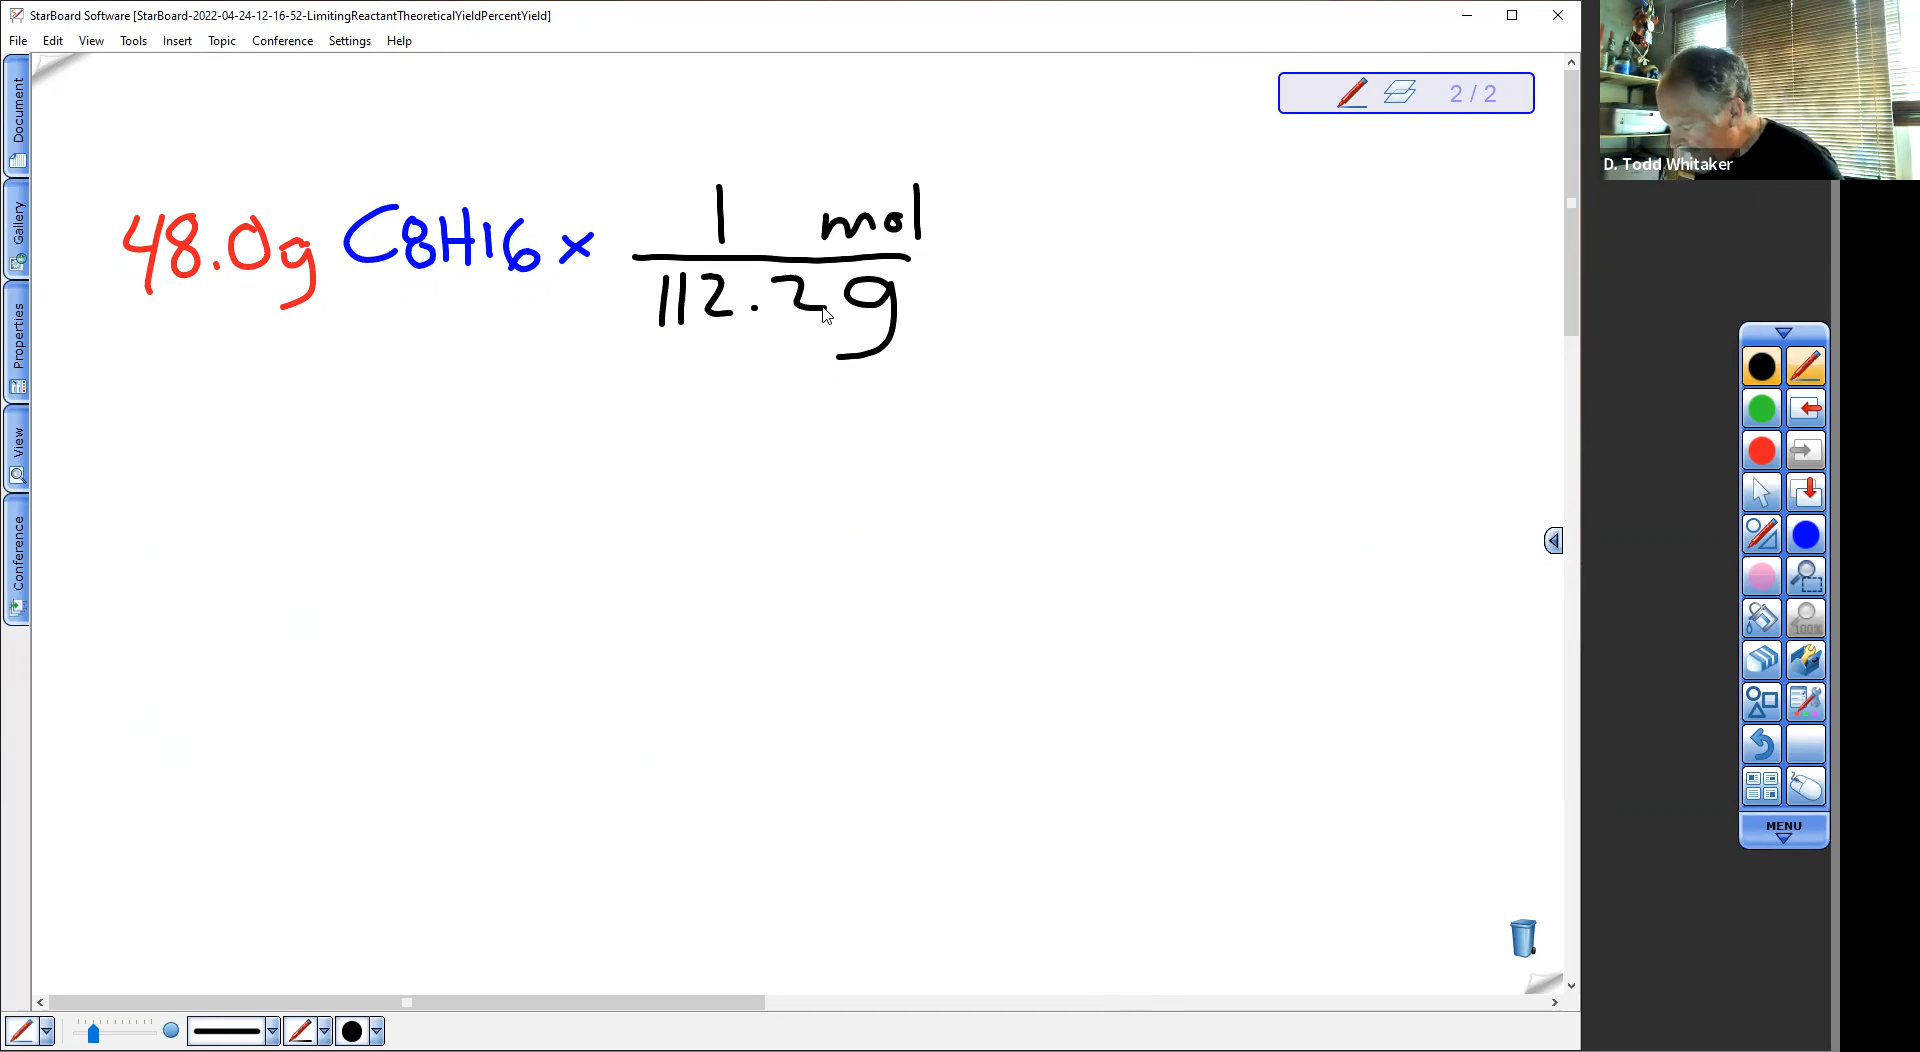 StarBoard Software [StarBoard-2022-04-24-12-16-52-LimitingReactantTheoreticalYieldPercentYield]
File Edit View Tools Insert Topic Conference Settings Help
Document
Gallery
Properties
View
Conference
2 / 2
D. Todd Whitaker
48.0g C8H16 × 1 mol
112.2g
100%
MENU